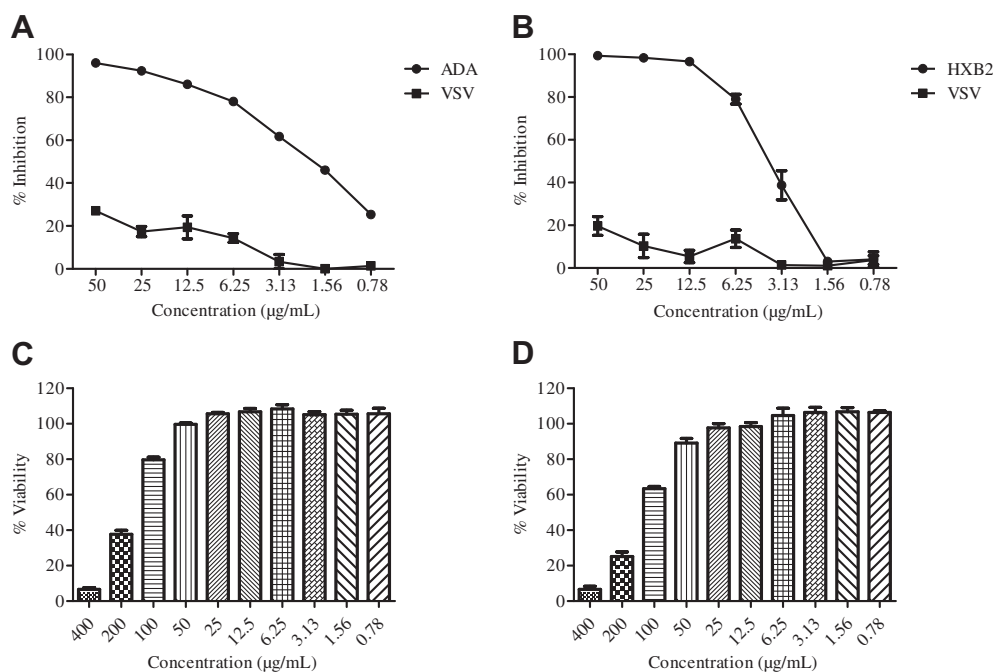 A
% Inhibition
100
80
60
40
20
0
50 25 12.5 6.25 3.13 1.56 0.78
Concentration (µg/mL)
ADA
VSV
B
% Inhibition
100
80
60
40
20
0
50 25 12.5 6.25 3.13 1.56 0.78
Concentration (µg/mL)
HXB2
VSV
C
% Viability
120
100
80
60
40
20
0
400 200 100 50 25 12.5 6.25 3.13 1.56 0.78
Concentration (µg/mL)
D
% Viability
120
100
80
60
40
20
0
400 200 100 50 25 12.5 6.25 3.13 1.56 0.78
Concentration (µg/mL)